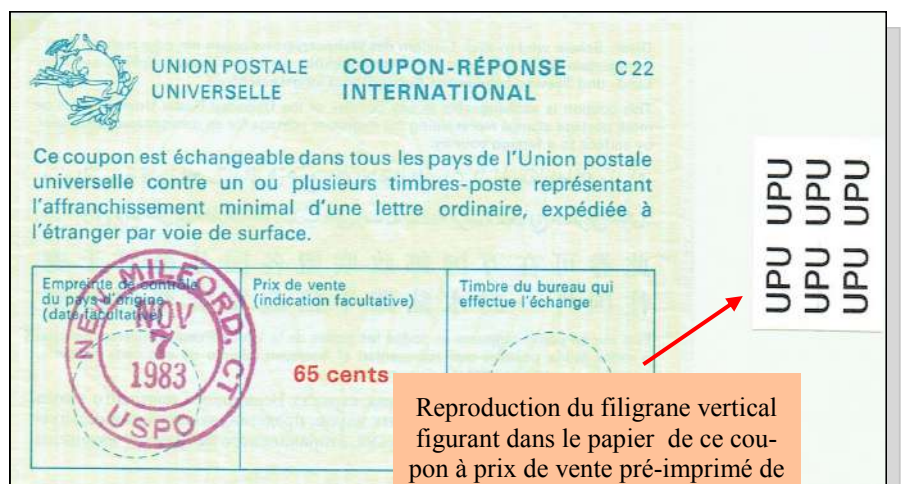 UNION POSTALE
UNIVERSELLE
COUPON-RÉPONSE
INTERNATIONAL
C 22
Ce coupon est échangeable dans tous les pays de l'Union postale
universelle contre un ou plusieurs timbres-poste représentant
l'affranchissement minimal d'une lettre ordinaire, expédiée à
l'étranger par voie de surface.
Empreinte de contrôle
du pays d'origine
(date facultative)
NEW MILFORD, CT
NOV
7
1983
USPO
Prix de vente
(indication facultative)
65 cents
Timbre du bureau qui
effectue l'échange
UPU UPU
UPU UPU
UPU UPU
Reproduction du filigrane vertical
figurant dans le papier de ce cou-
pon à prix de vente pré-imprimé de